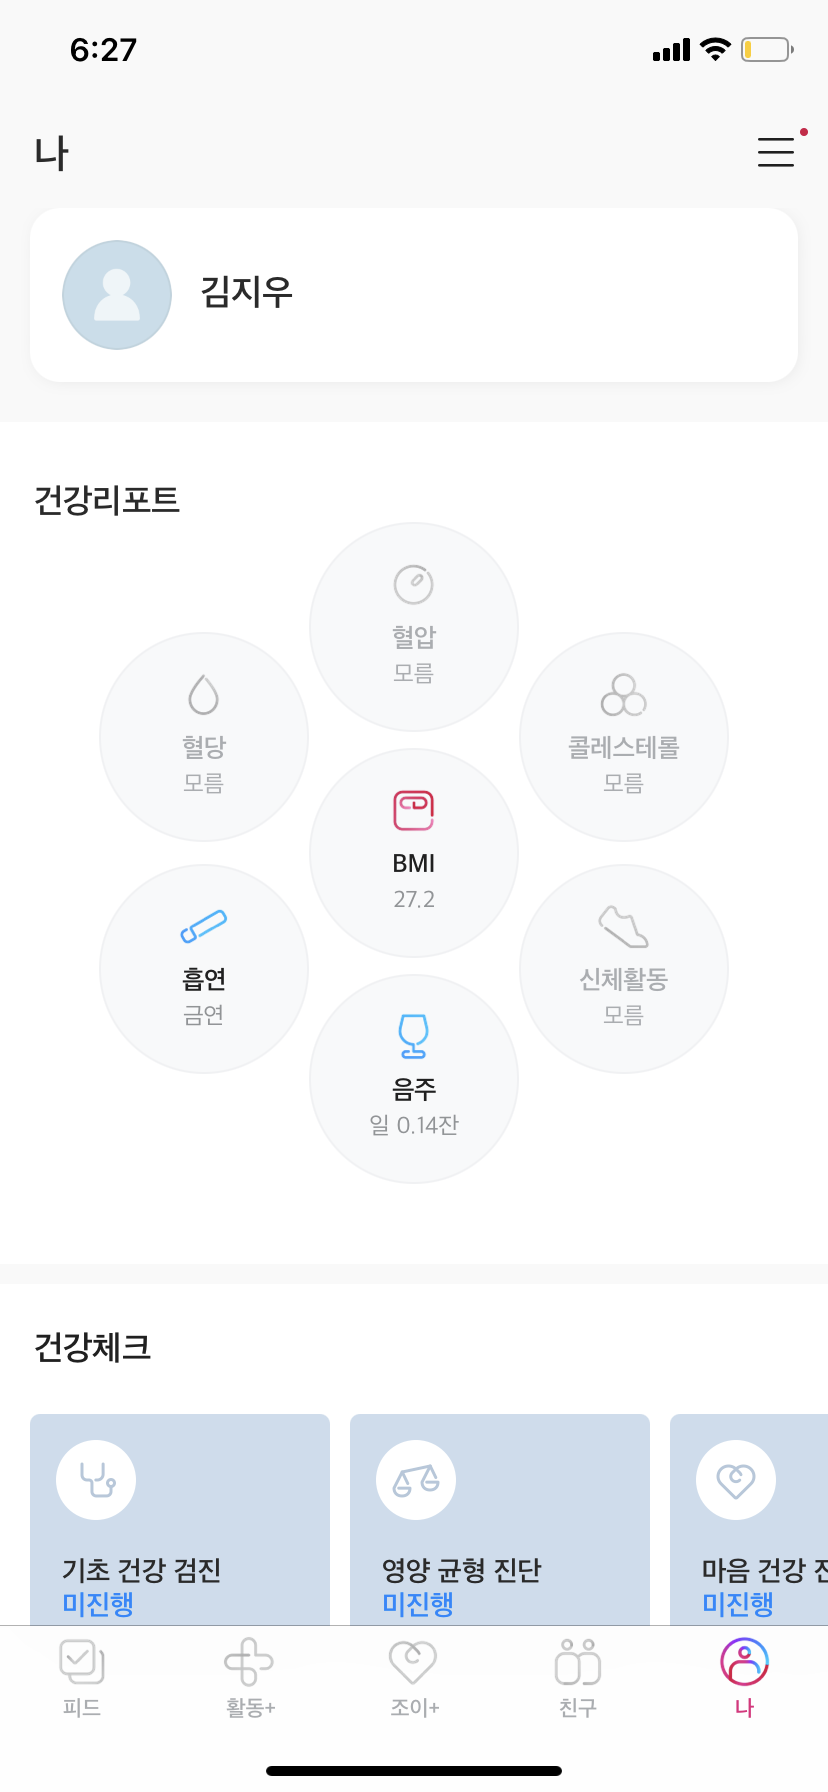 6:27
나
김지우
건강리포트
혈압
모름
혈당
모름
콜레스테롤
모름
BMI
27.2
흡연
금연
신체활동
모름
음주
일 0.14잔
건강체크
기초 건강 검진
미진행
영양 균형 진단
미진행
마음 건강
미진행
피드
활동+
조이+
친구
나